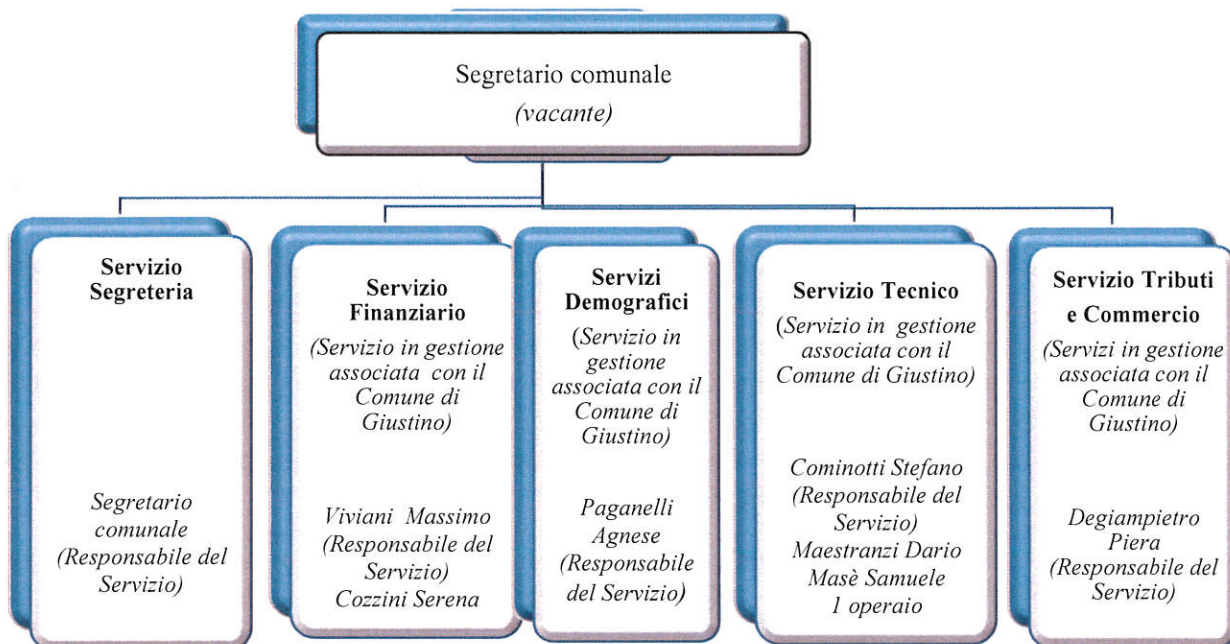 Segretario comunale
(vacante)
Servizio
Segreteria
Segretario
comunale
(Responsabile del
Servizio)
Servizio
Finanziario
(Servizio in gestione
associata con il
Comune di
Giustino)
Viviani Massimo
(Responsabile del
Servizio)
Cozzini Serena
Servizi
Demografici
(Servizio in
gestione
associata con il
Comune di
Giustino)
Paganelli
Agnese
(Responsabile
del Servizio)
Servizio Tecnico
(Servizio in gestione
associata con il
Comune di Giustino)
Cominotti Stefano
(Responsabile del
Servizio)
Maestranzi Dario
Masè Samuele
1 operaio
Servizio Tributi
e Commercio
(Servizi in gestione
associata con il
Comune di
Giustino)
Degiampietro
Piera
(Responsabile del
Servizio)